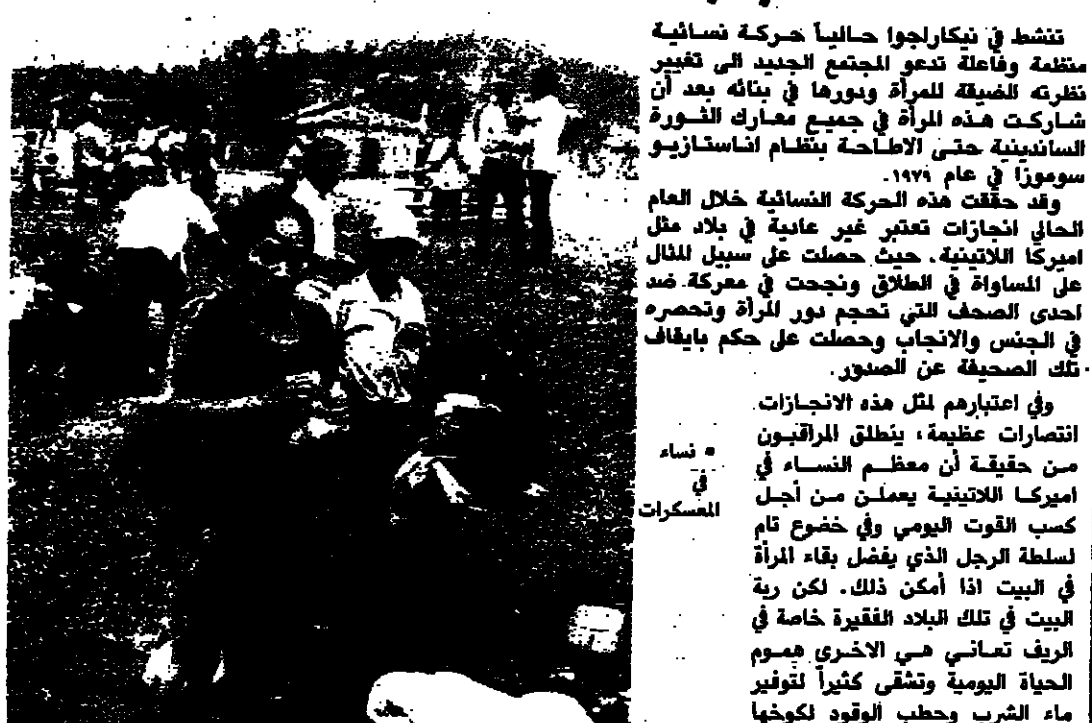 تنشط في نيكاراجوا حالياً حركة نسائية
منظمة وفاعلة تدعو المجتمع الجديد الى تغيير
نظرته الضيقة للمرأة ودورها في بنائه بعد أن
شاركت هذه المرأة في جميع معارك الثورة
الساندينية حتى الاطاحة بنظام اناستازيو
سوموزا في عام ١٩٧٩.
وقد حققت هذه الحركة النسائية خلال العام
الحالي انجازات تعتبر غير عادية في بلاد مثل
اميركا اللاتينية، حيث حصلت على سبيل المثال
على المساواة في الطلاق ونجحت في معركة ضد
احدى الصحف التي تحجم دور المرأة وتحصره
في الجنس والانجاب وحصلت على حكم بايقاف
تلك الصحيفة عن الصدور.
وفي اعتبارهم لمثل هذه الانجازات
انتصارات عظيمة، ينطلق المراقبون
من حقيقة أن معظم النساء في
اميركا اللاتينية يعملن من أجل
كسب القوت اليومي وفي خضوع تام
لسلطة الرجل الذي يفضل بقاء المرأة
في البيت اذا أمكن ذلك. لكن ربة
البيت في تلك البلاد الفقيرة خاصة في
الريف تعاني هي الاخرى هموم
الحياة اليومية وتشقى كثيراً لتوفير
ماء الشرب وحطب الوقود لكوخها
• نساء
في
المعسكرات